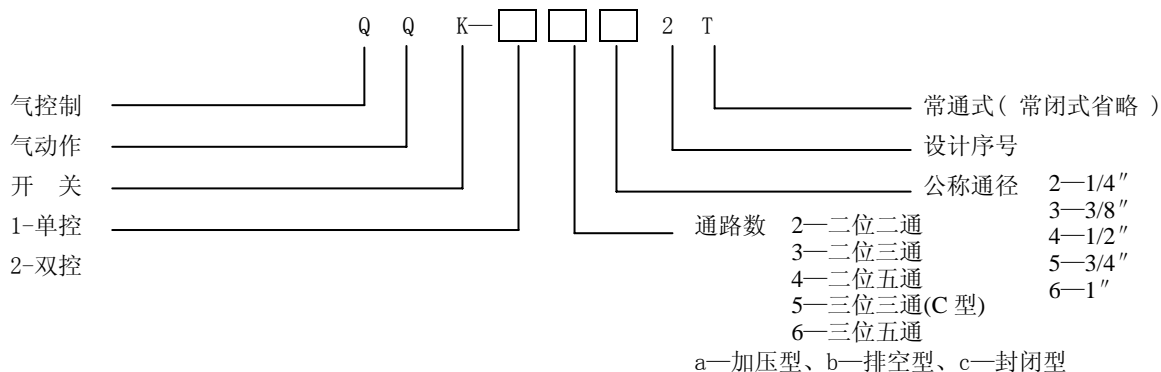 Q Q K—□□□ 2 T
气控制
气动作
开 关
1-单控
2-双控
常通式( 常闭式省略 )
设计序号
公称通径 2—1/4″
3—3/8″
4—1/2″
5—3/4″
6—1″
通路数 2—二位二通
3—二位三通
4—二位五通
5—三位三通(C 型)
6—三位五通
a—加压型、b—排空型、c—封闭型